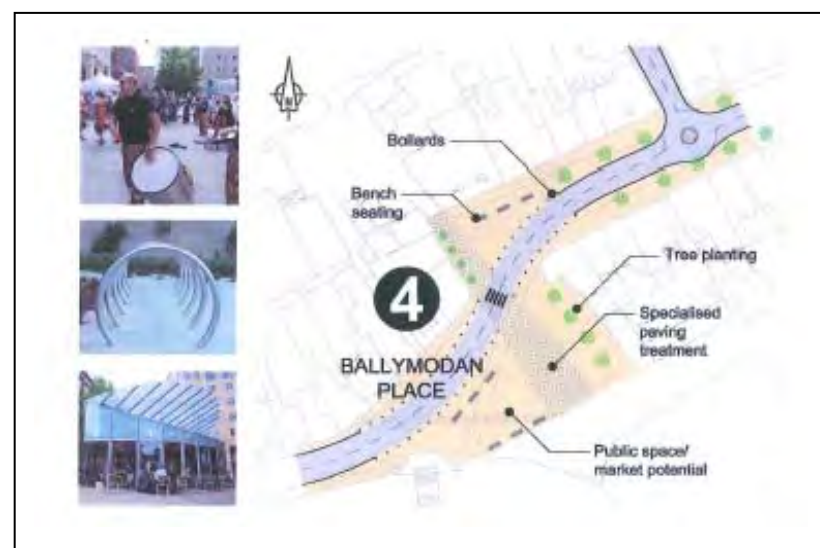 N
Bollards
Bench
seating
Tree planting
4
Specialised
paving
treatment
BALLYMODAN
PLACE
Public space/
market potential